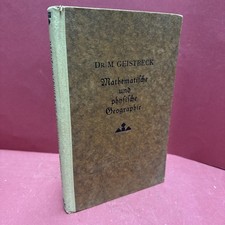 Dr. M. GEISTBECK
Mathematische
und
physische
Geographie